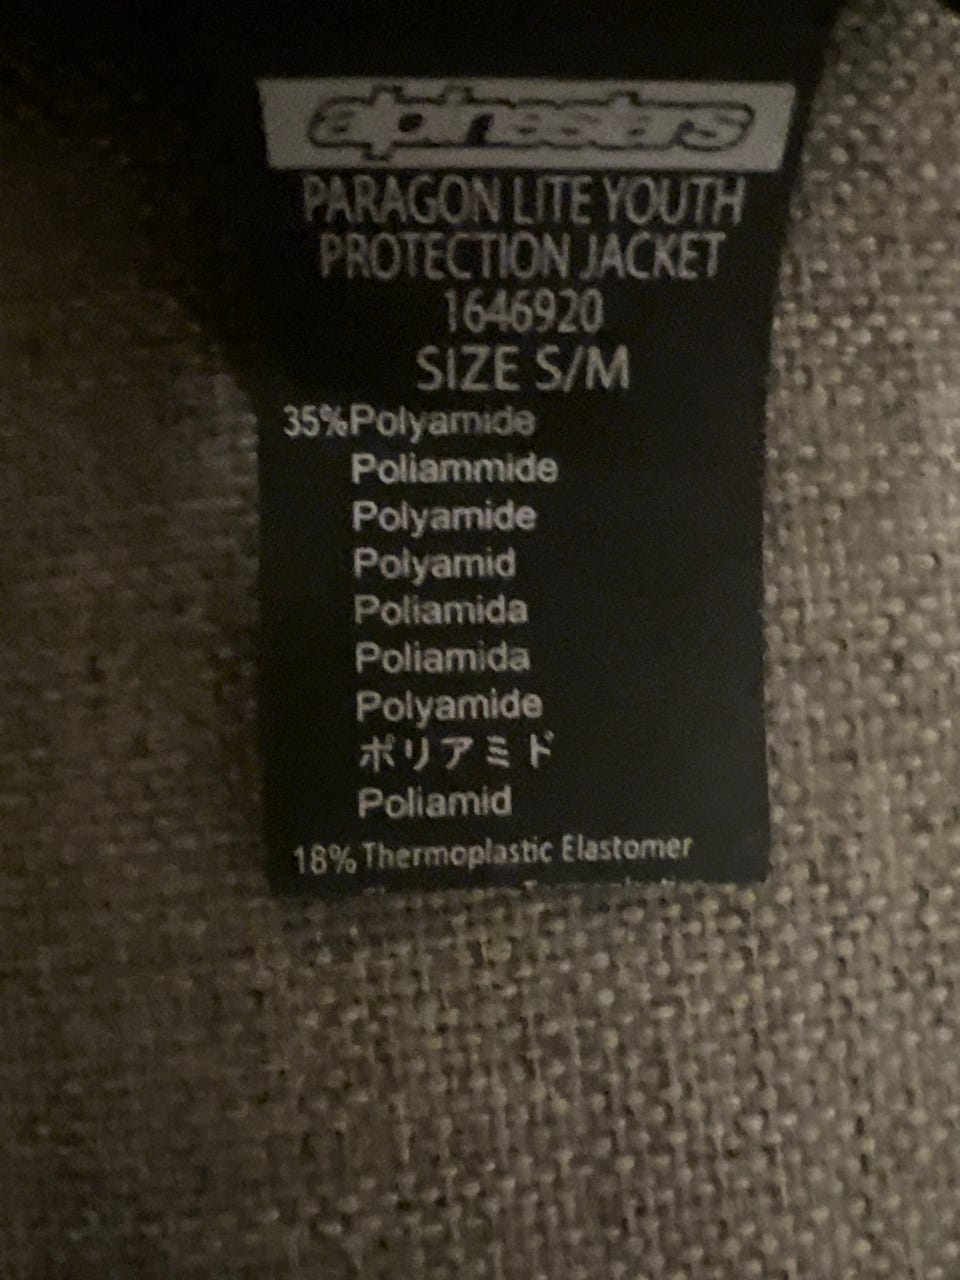 alpinestars
PARAGON LITE YOUTH
PROTECTION JACKET
1646920
SIZE S/M
35%Polyamide
Poliammide
Polyamide
Polyamid
Poliamida
Poliamida
Polyamide
ポリアミド
Poliamid
18% Thermoplastic Elastomer